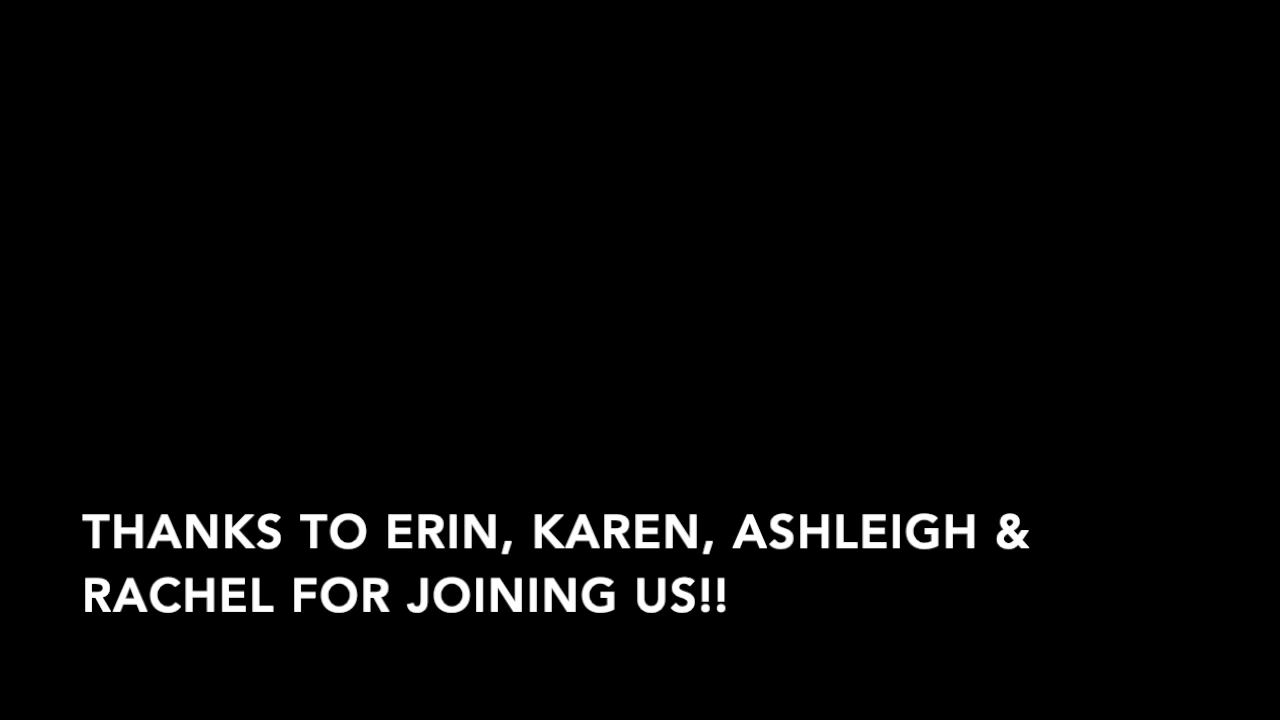 THANKS TO ERIN, KAREN, ASHLEIGH &
RACHEL FOR JOINING US!!